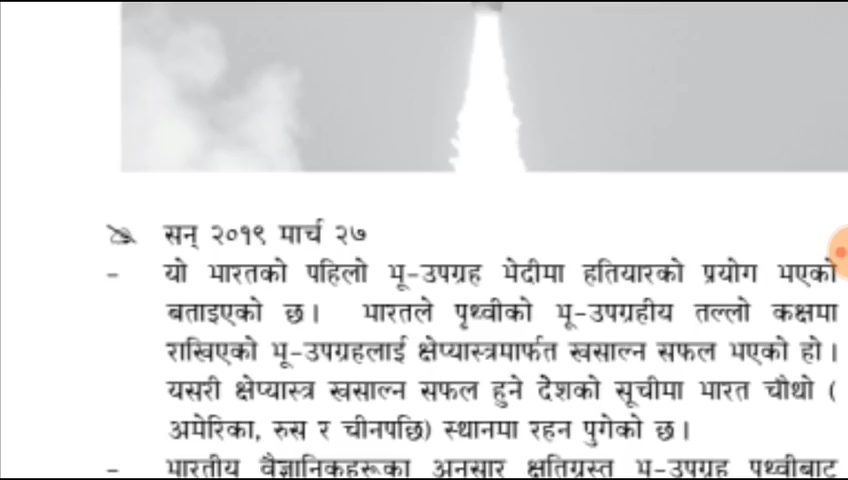 सन् २०१९ मार्च २७
- यो भारतको पहिलो भू-उपग्रह भेदीमा हतियारको प्रयोग भएको
बताइएको छ। भारतले पृथ्वीको भू-उपग्रहीय तल्लो कक्षमा
राखिएको भू-उपग्रहलाई क्षेप्यास्त्रमार्फत खसाल्न सफल भएको हो।
यसरी क्षेप्यास्त्र खसाल्न सफल हुने देशको सूचीमा भारत चौथो (
अमेरिका, रुस र चीनपछि) स्थानमा रहन पुगेको छ।
- भारतीय वैज्ञानिकहरूका अनुसार क्षतिग्रस्त भू-उपग्रह पृथ्वीबाट